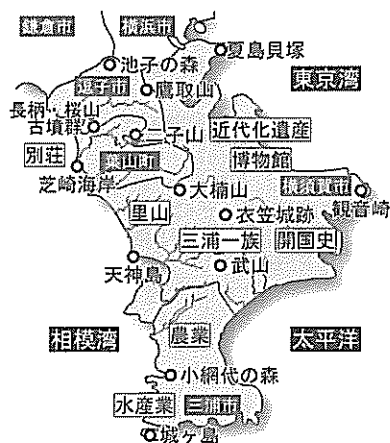 鎌倉市
横浜市
池子の森
夏島貝塚
逗子市
鷹取山
東京湾
長柄・桜山
古墳群
二子山
近代化遺産
別荘
葉山町
博物館
芝崎海岸
大楠山
横須賀市
観音崎
里山
衣笠城跡
三浦一族
開国史
天神島
武山
相模湾
農業
太平洋
小網代の森
水産業
三浦市
城ヶ島